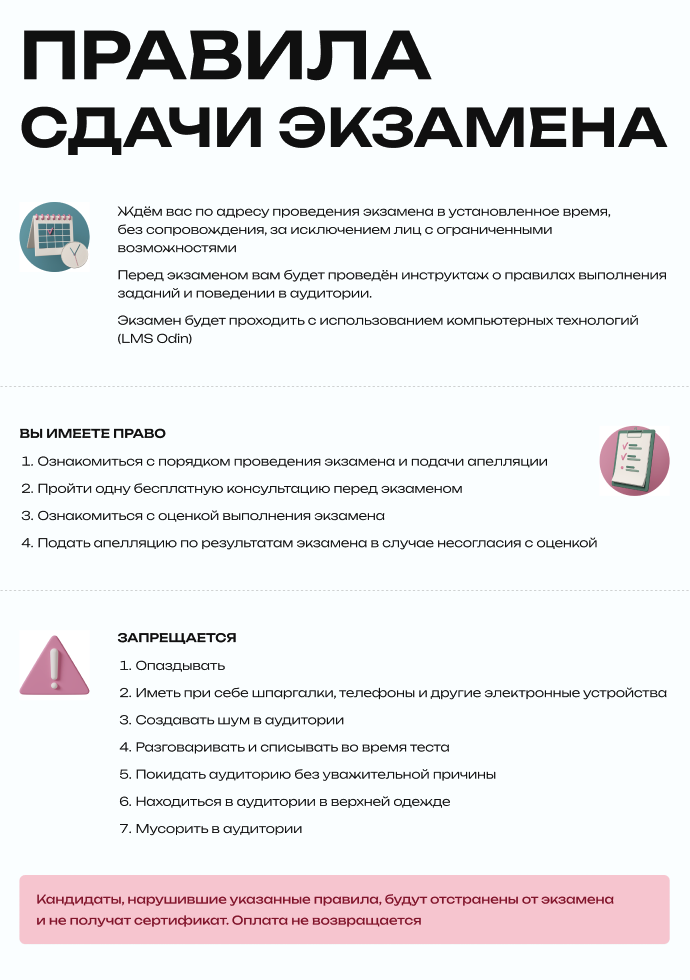 ПРАВИЛА
СДАЧИ ЭКЗАМЕНА
Ждём вас по адресу проведения экзамена в установленное время,
без сопровождения, за исключением лиц с ограниченными
возможностями
Перед экзаменом вам будет проведён инструктаж о правилах выполнения
заданий и поведении в аудитории.
Экзамен будет проходить с использованием компьютерных технологий
(LMS Odin)
ВЫ ИМЕЕТЕ ПРАВО
1. Ознакомиться с порядком проведения экзамена и подачи апелляции
2. Пройти одну бесплатную консультацию перед экзаменом
3. Ознакомиться с оценкой выполнения экзамена
4. Подать апелляцию по результатам экзамена в случае несогласия с оценкой
ЗАПРЕЩАЕТСЯ
1. Опаздывать
2. Иметь при себе шпаргалки, телефоны и другие электронные устройства
3. Создавать шум в аудитории
4. Разговаривать и списывать во время теста
5. Покидать аудиторию без уважительной причины
6. Находиться в аудитории в верхней одежде
7. Мусорить в аудитории
Кандидаты, нарушившие указанные правила, будут отстранены от экзамена
и не получат сертификат. Оплата не возвращается